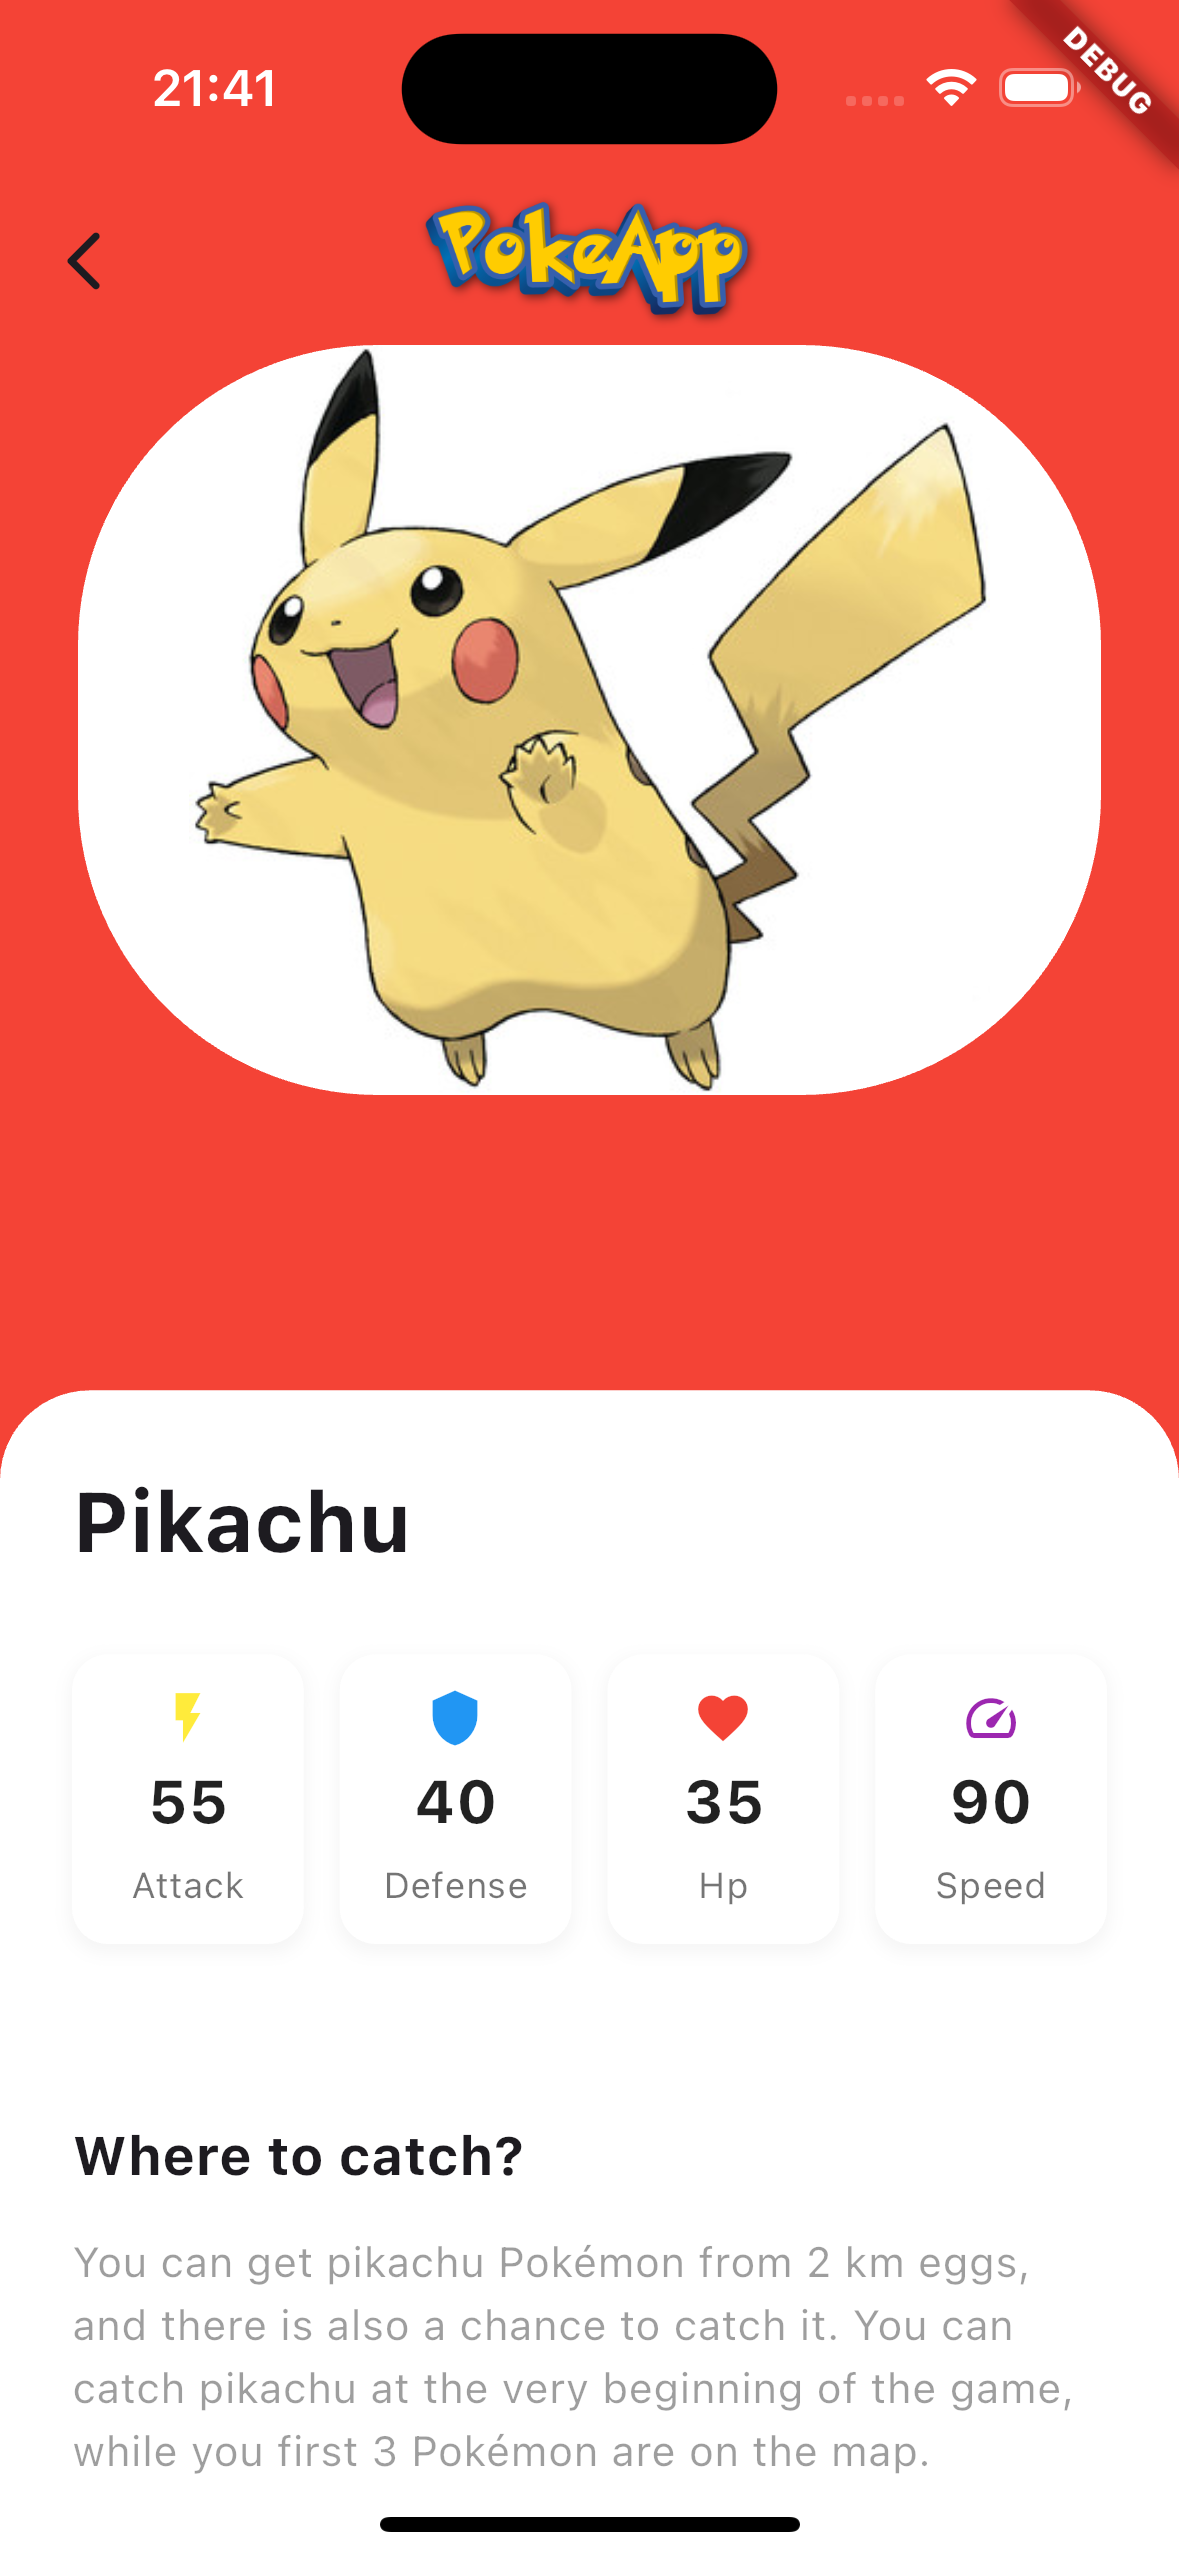 21:41
DEBUG
PokeApp
Pikachu
55
Attack
40
Defense
35
Hp
90
Speed
Where to catch?
You can get pikachu Pokémon from 2 km eggs,
and there is also a chance to catch it. You can
catch pikachu at the very beginning of the game,
while you first 3 Pokémon are on the map.